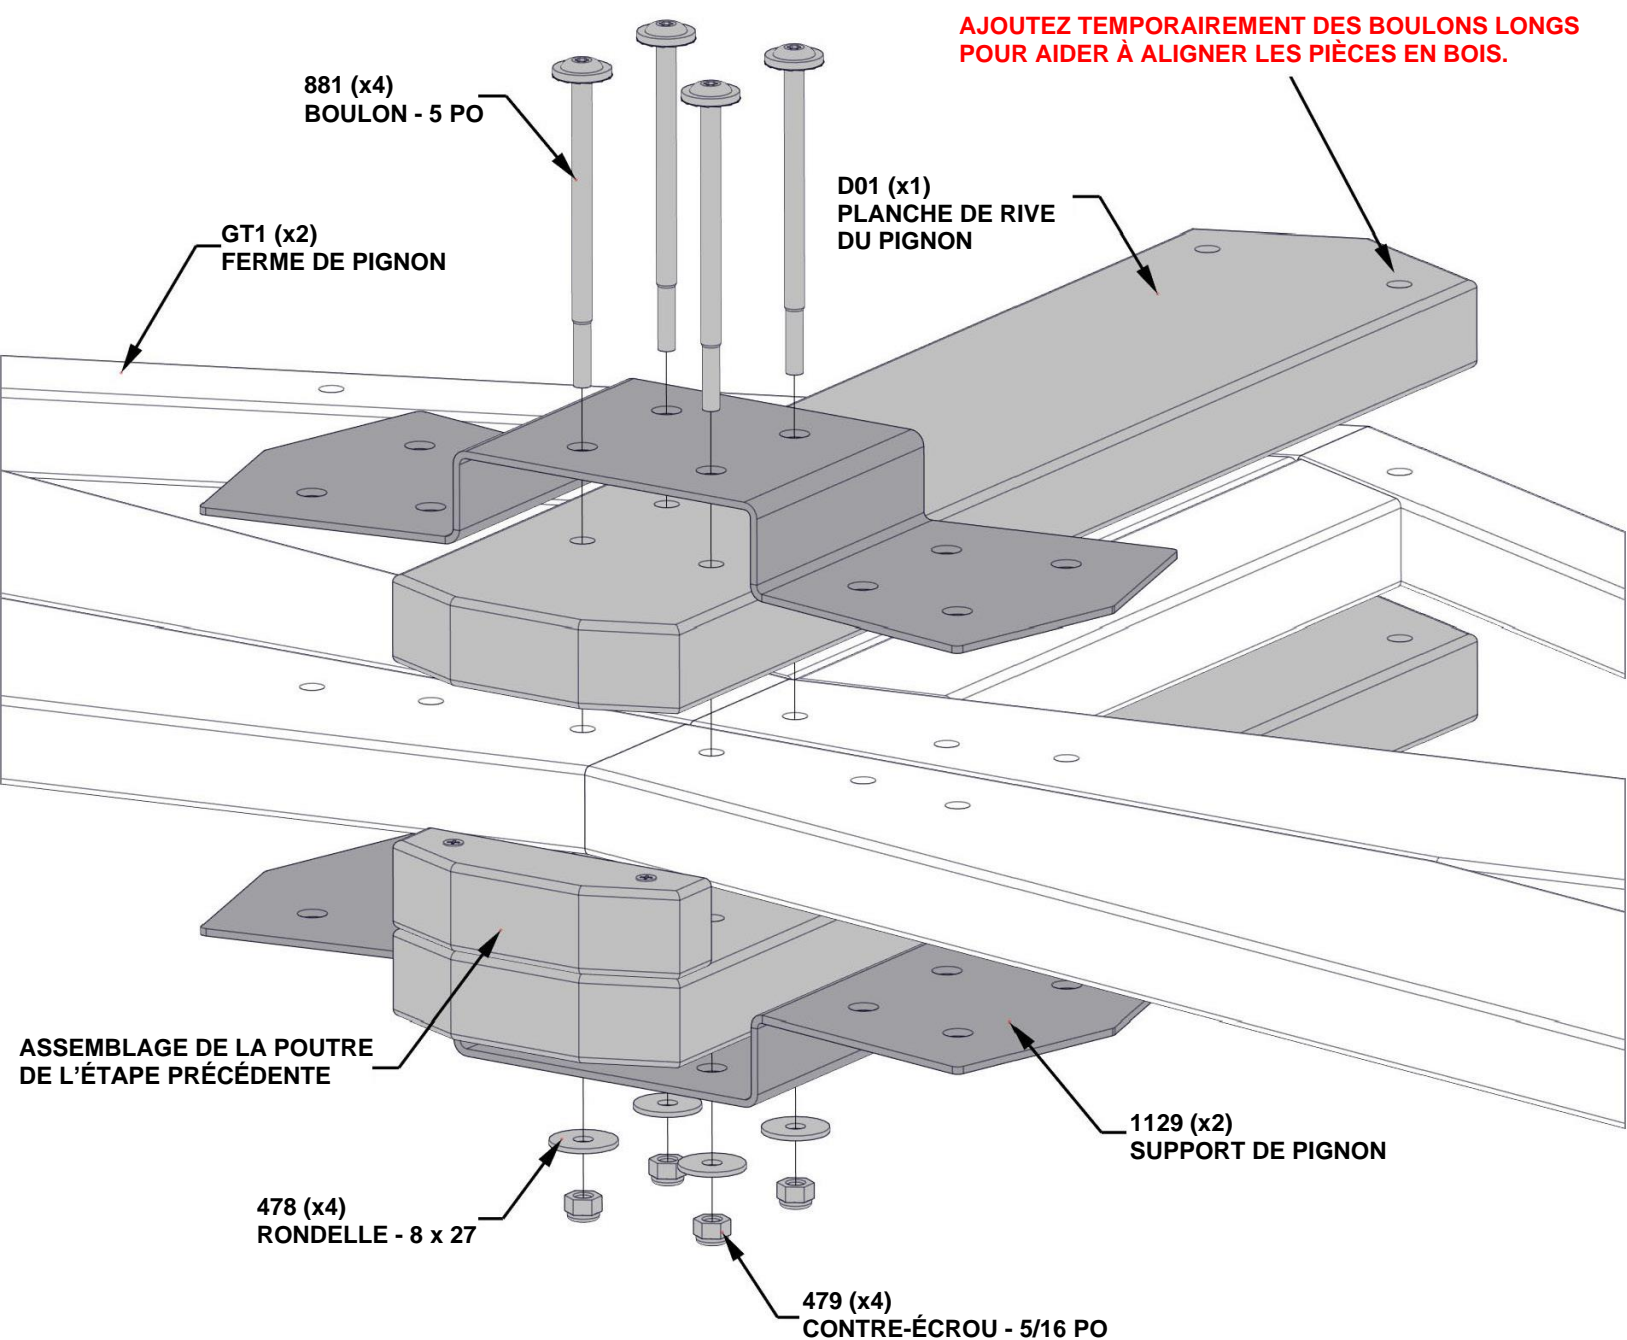 AJOUTEZ TEMPORAIREMENT DES BOULONS LONGS
POUR AIDER À ALIGNER LES PIÈCES EN BOIS.
881 (x4)
BOULON - 5 PO
D01 (x1)
PLANCHE DE RIVE
DU PIGNON
GT1 (x2)
FERME DE PIGNON
ASSEMBLAGE DE LA POUTRE
DE L’ÉTAPE PRÉCÉDENTE
1129 (x2)
SUPPORT DE PIGNON
478 (x4)
RONDELLE - 8 x 27
479 (x4)
CONTRE-ÉCROU - 5/16 PO